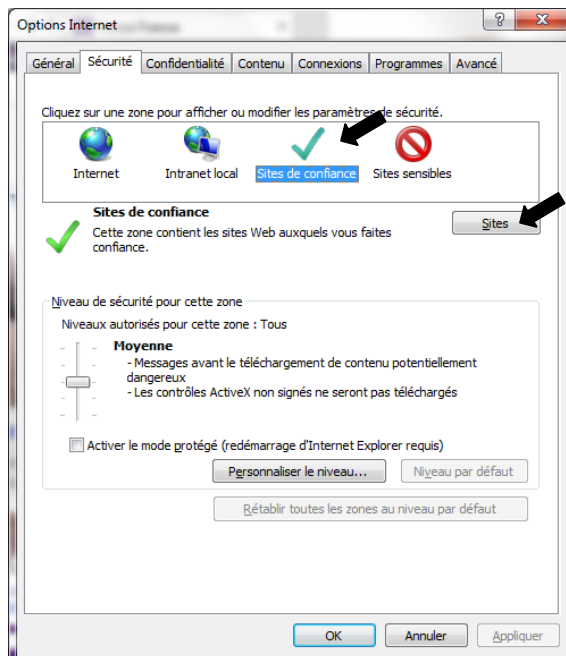 Options Internet
Général Sécurité Confidentialité Contenu Connexions Programmes Avancé
Cliquez sur une zone pour afficher ou modifier les paramètres de sécurité.
Internet Intranet local Sites de confiance Sites sensibles
Sites de confiance
Cette zone contient les sites Web auxquels vous faites
confiance.
Sites
Niveau de sécurité pour cette zone
Niveaux autorisés pour cette zone : Tous
Moyenne
- Messages avant le téléchargement de contenu potentiellement
dangereux
- Les contrôles ActiveX non signés ne seront pas téléchargés
Activer le mode protégé (redémarrage d'Internet Explorer requis)
Personnaliser le niveau... Niveau par défaut
Rétablir toutes les zones au niveau par défaut
OK Annuler Appliquer